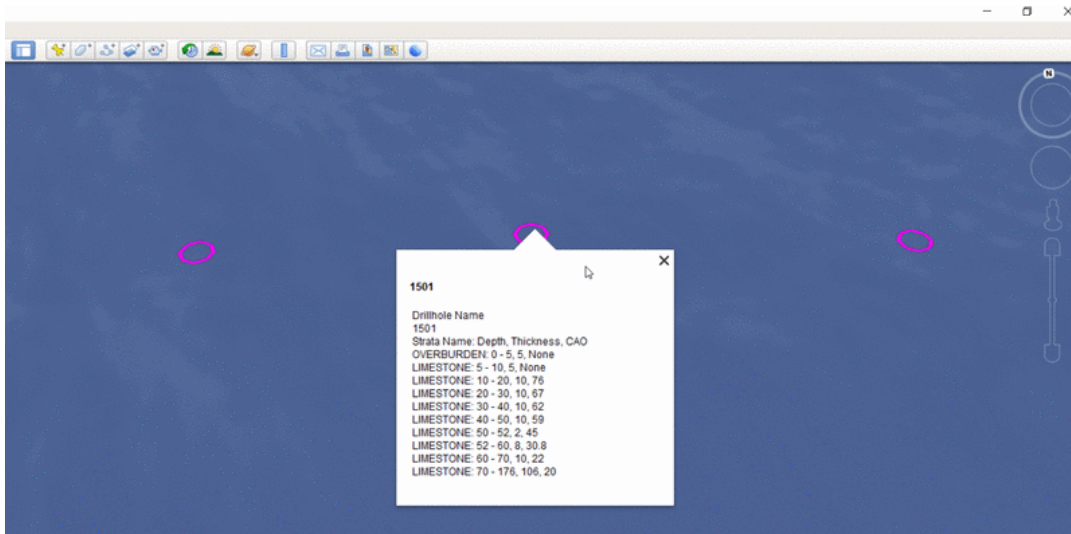 N
1501
Drillhole Name
1501
Strata Name: Depth, Thickness, CAO
OVERBURDEN: 0 - 5, 5, None
LIMESTONE: 5 - 10, 5, None
LIMESTONE: 10 - 20, 10, 76
LIMESTONE: 20 - 30, 10, 67
LIMESTONE: 30 - 40, 10, 62
LIMESTONE: 40 - 50, 10, 59
LIMESTONE: 50 - 52, 2, 45
LIMESTONE: 52 - 60, 8, 30.8
LIMESTONE: 60 - 70, 10, 22
LIMESTONE: 70 - 176, 106, 20